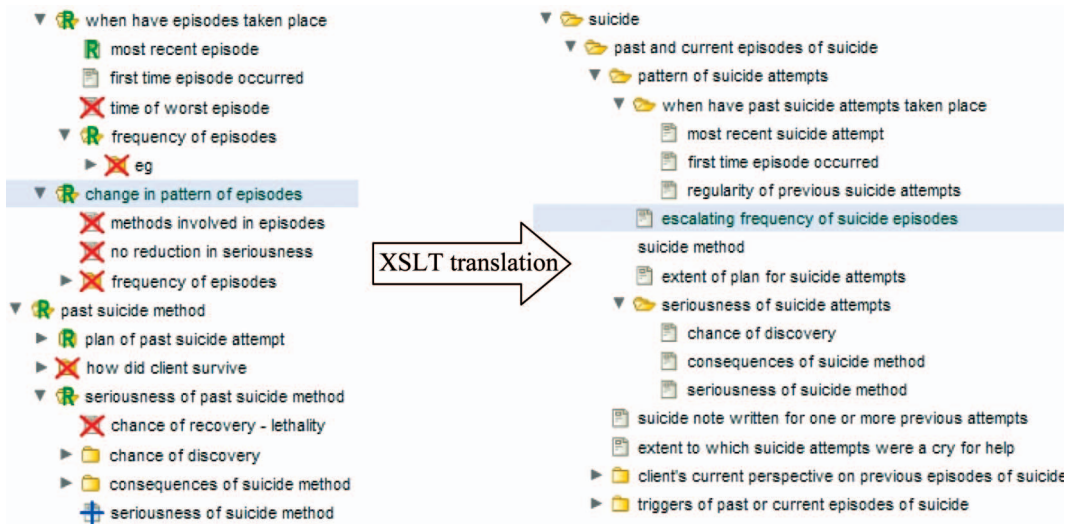 when have episodes taken place
R most recent episode
first time episode occurred
time of worst episode
frequency of episodes
eg
change in pattern of episodes
methods involved in episodes
no reduction in seriousness
frequency of episodes
past suicide method
plan of past suicide attempt
how did client survive
seriousness of past suicide method
chance of recovery - lethality
chance of discovery
consequences of suicide method
seriousness of suicide method
XSLT translation
suicide
past and current episodes of suicide
pattern of suicide attempts
when have past suicide attempts taken place
most recent suicide attempt
first time episode occurred
regularity of previous suicide attempts
escalating frequency of suicide episodes
suicide method
extent of plan for suicide attempts
seriousness of suicide attempts
chance of discovery
consequences of suicide method
seriousness of suicide method
suicide note written for one or more previous attempts
extent to which suicide attempts were a cry for help
client's current perspective on previous episodes of suicide
triggers of past or current episodes of suicide